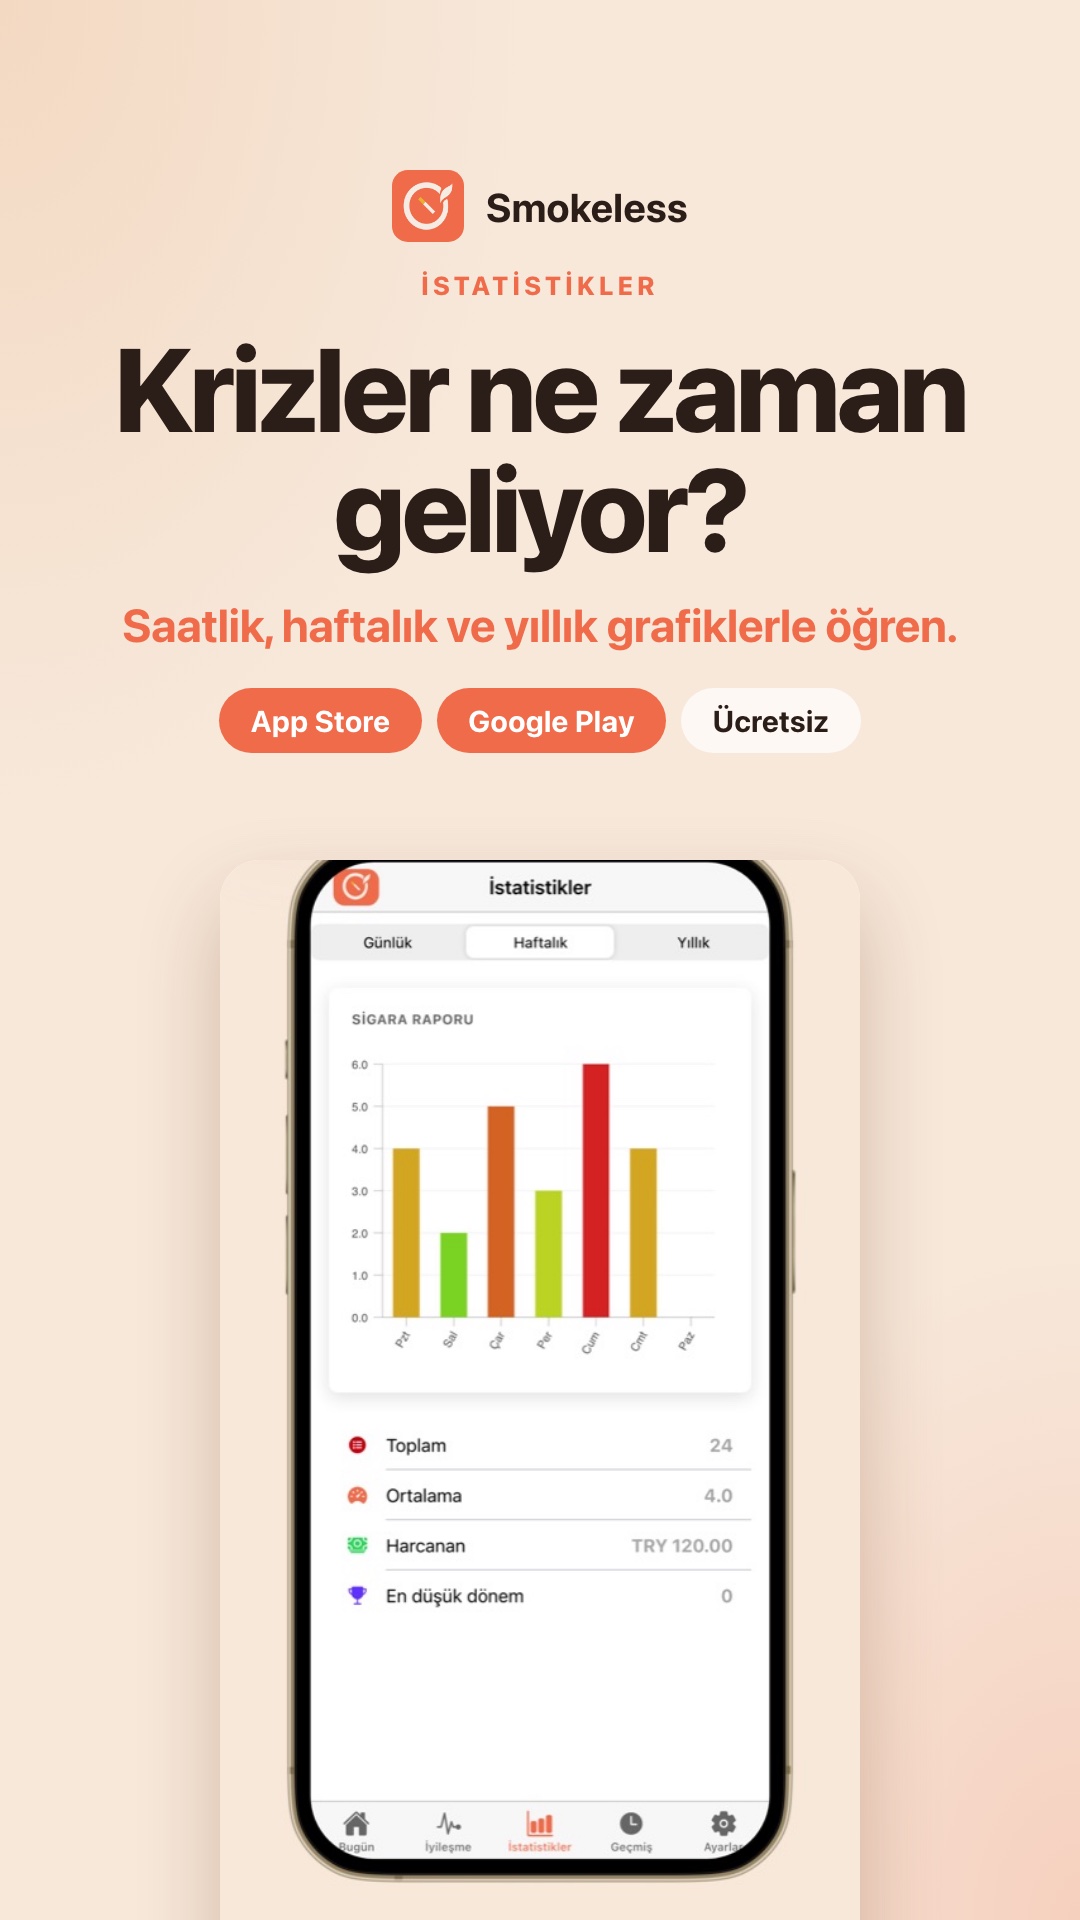 Smokeless
İSTATİSTİKLER
Krizler ne zaman
geliyor?
Saatlik, haftalık ve yıllık grafiklerle öğren.
App Store Google Play Ücretsiz
İstatistikler
Günlük Haftalık Yıllık
SİGARA RAPORU
6.0
5.0
4.0
3.0
2.0
1.0
0.0
Pzt Sal Çar Per Cum Cmt Paz
Toplam 24
Ortalama 4.0
Harcanan TRY 120.00
En düşük dönem 0
Bugün İyileşme İstatistikler Geçmiş Ayarlar